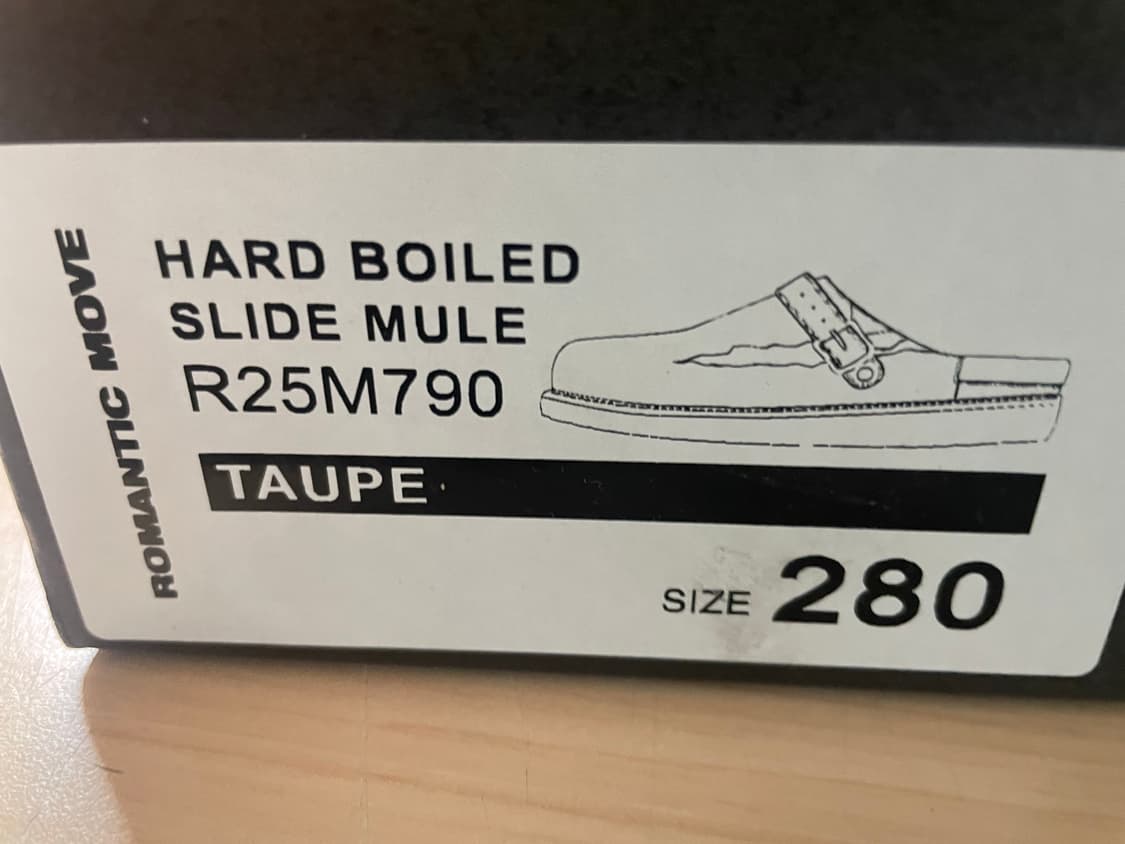 ROMANTIC MOVE
HARD BOILED
SLIDE MULE
R25M790
TAUPE
SIZE 280